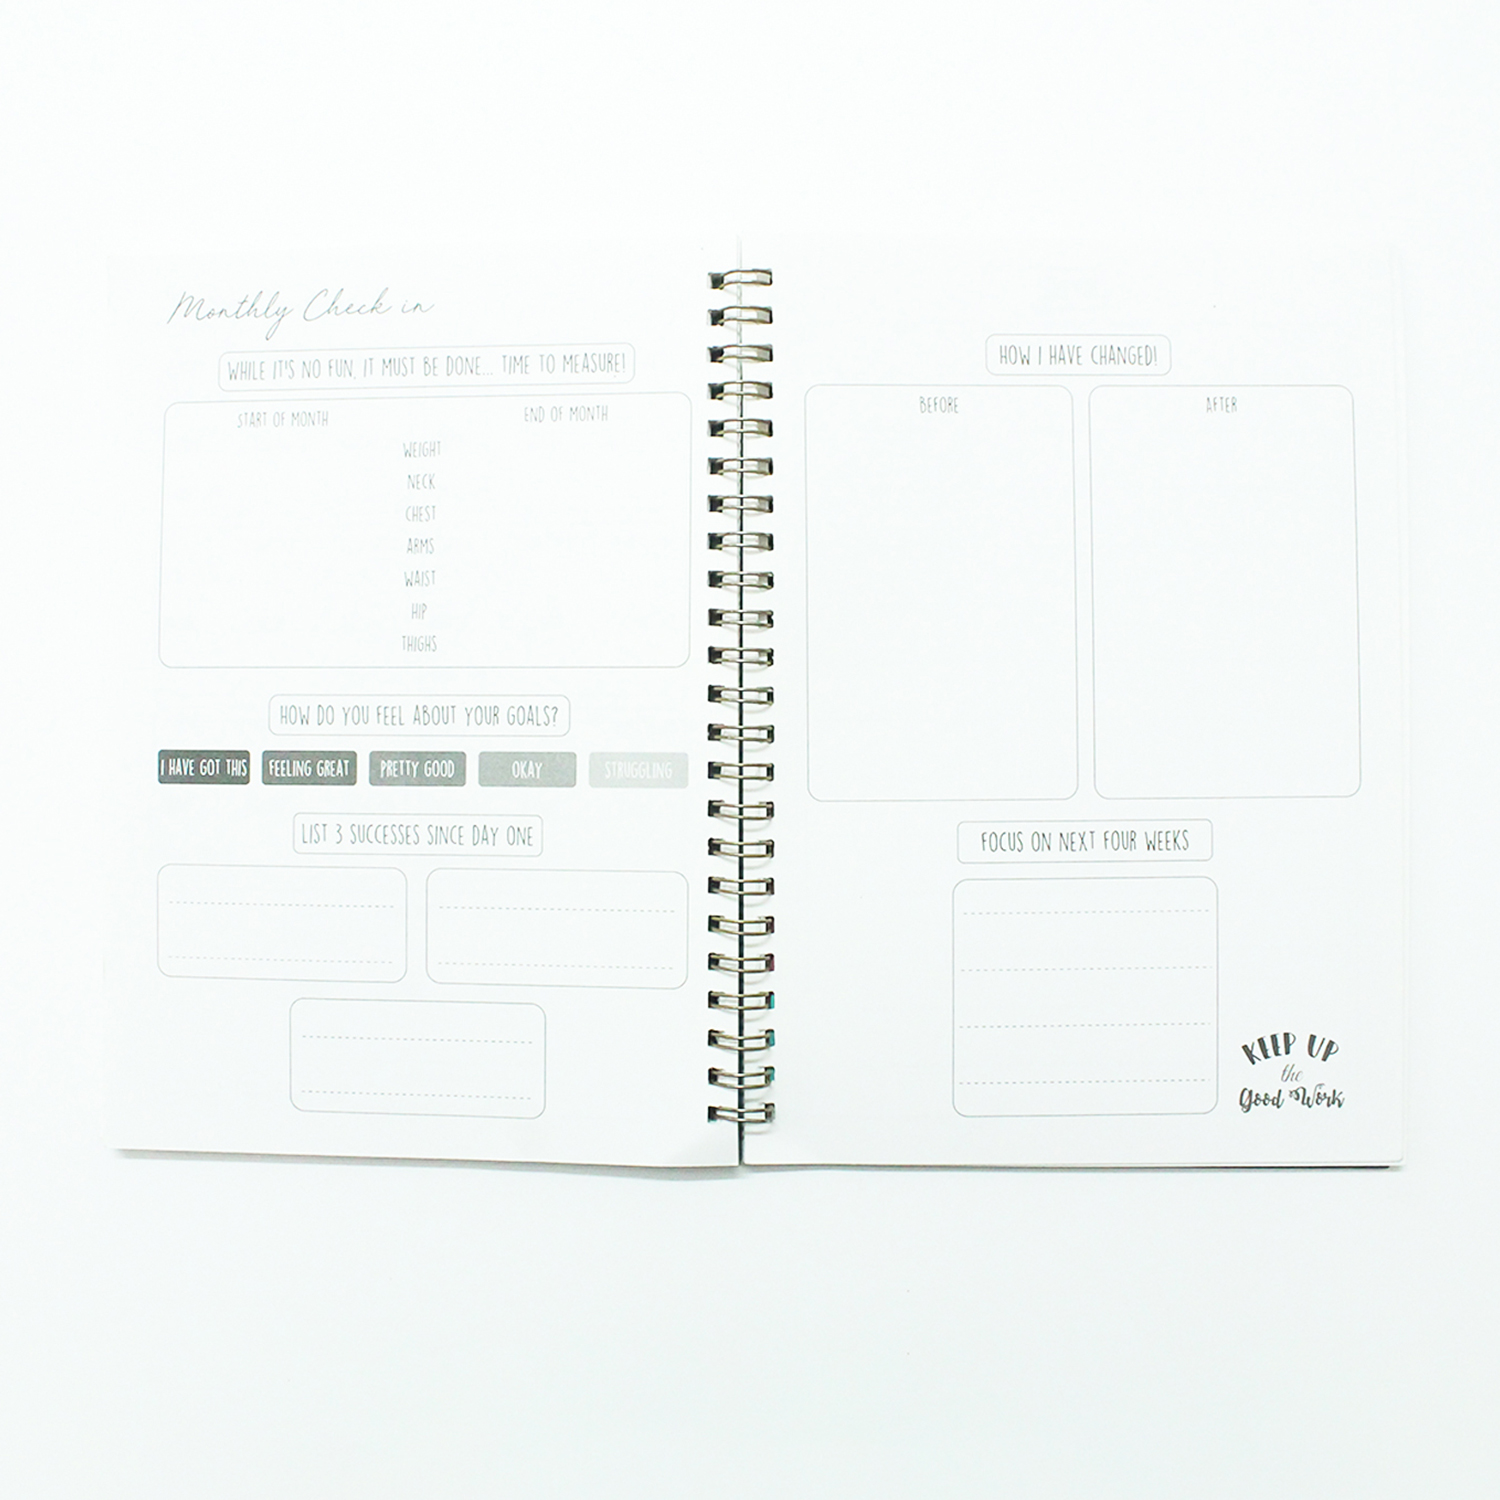 Monthly Check in
WHILE IT'S NO FUN, IT MUST BE DONE... TIME TO MEASURE!
START OF MONTH
END OF MONTH
WEIGHT
NECK
CHEST
ARMS
WAIST
HIP
THIGHS
HOW DO YOU FEEL ABOUT YOUR GOALS?
I HAVE GOT THIS
FEELING GREAT
PRETTY GOOD
OKAY
STRUGGLING
LIST 3 SUCCESSES SINCE DAY ONE
HOW I HAVE CHANGED!
BEFORE
AFTER
FOCUS ON NEXT FOUR WEEKS
KEEP UP
the
Good Work